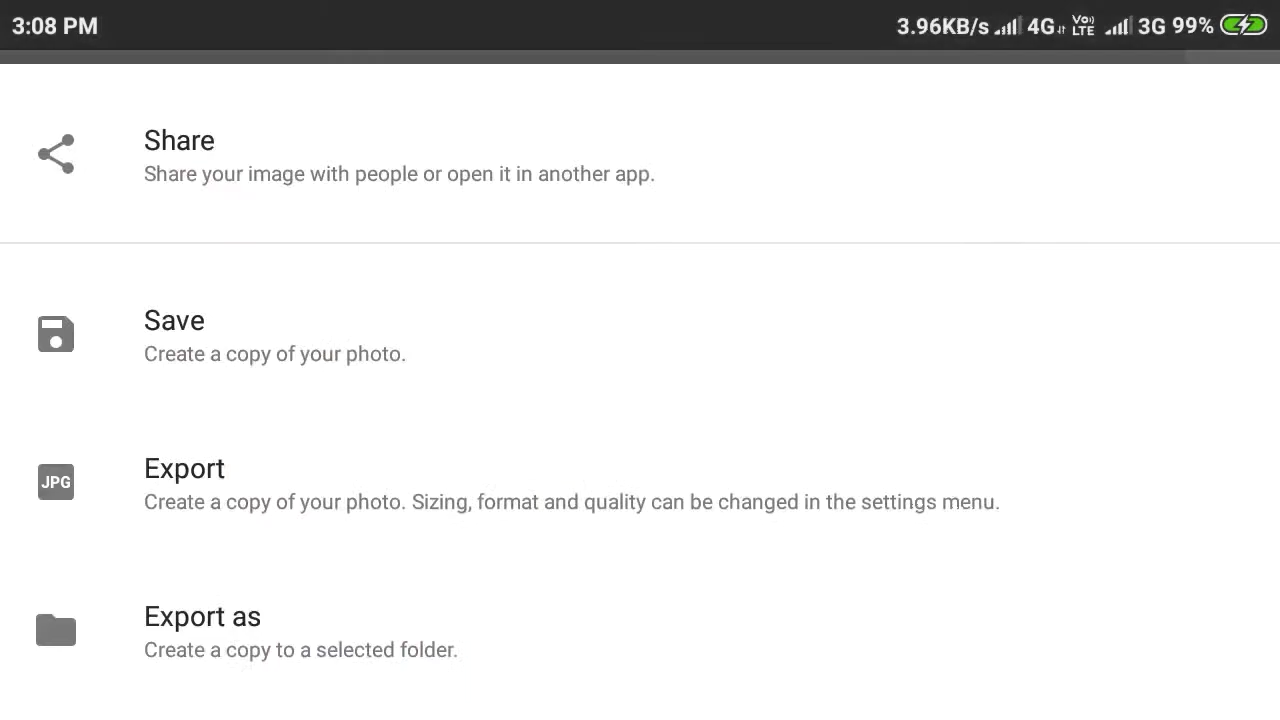 3:08 PM 3.96KB/s 4G VoLTE 3G 99%
Share
Share your image with people or open it in another app.
Save
Create a copy of your photo.
JPG
Export
Create a copy of your photo. Sizing, format and quality can be changed in the settings menu.
Export as
Create a copy to a selected folder.